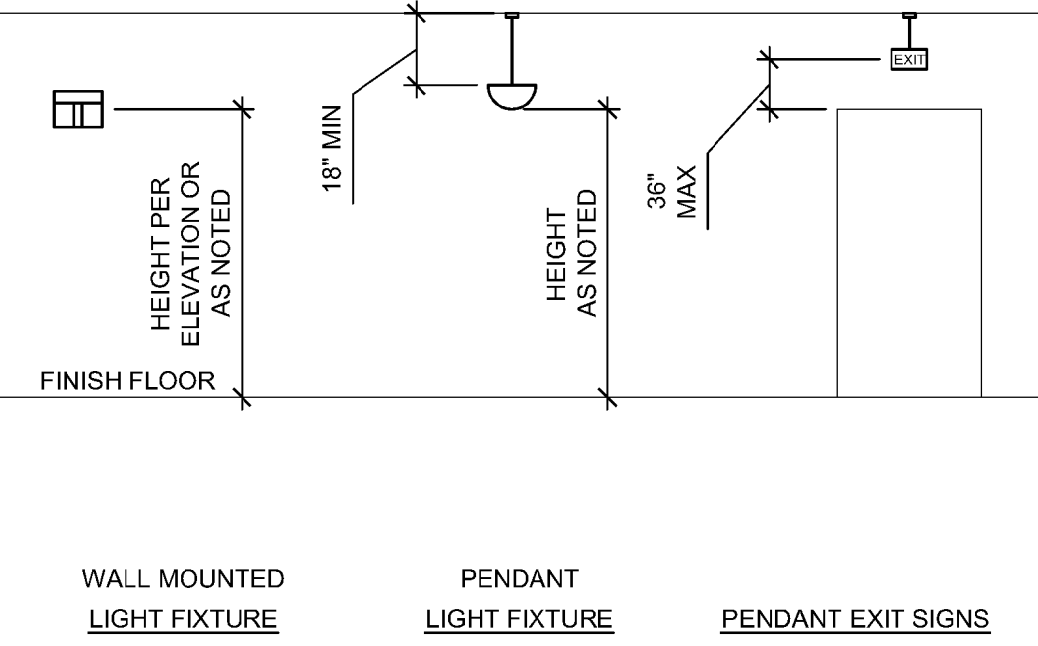 EXIT
18" MIN
36"
MAX
HEIGHT PER
ELEVATION OR
AS NOTED
HEIGHT
AS NOTED
FINISH FLOOR
WALL MOUNTED
LIGHT FIXTURE
PENDANT
LIGHT FIXTURE
PENDANT EXIT SIGNS